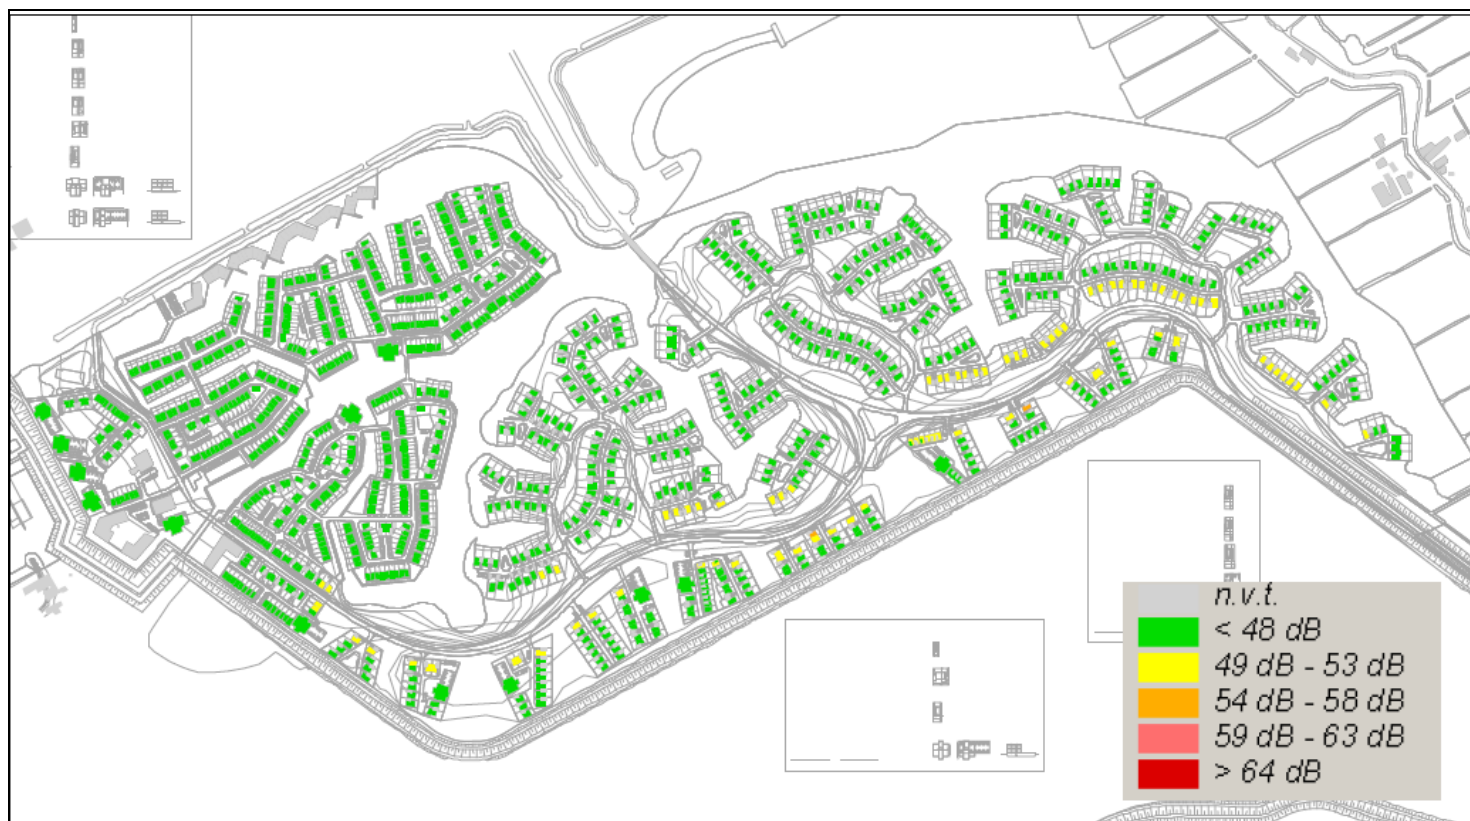 n.v.t.
< 48 dB
49 dB - 53 dB
54 dB - 58 dB
59 dB - 63 dB
> 64 dB